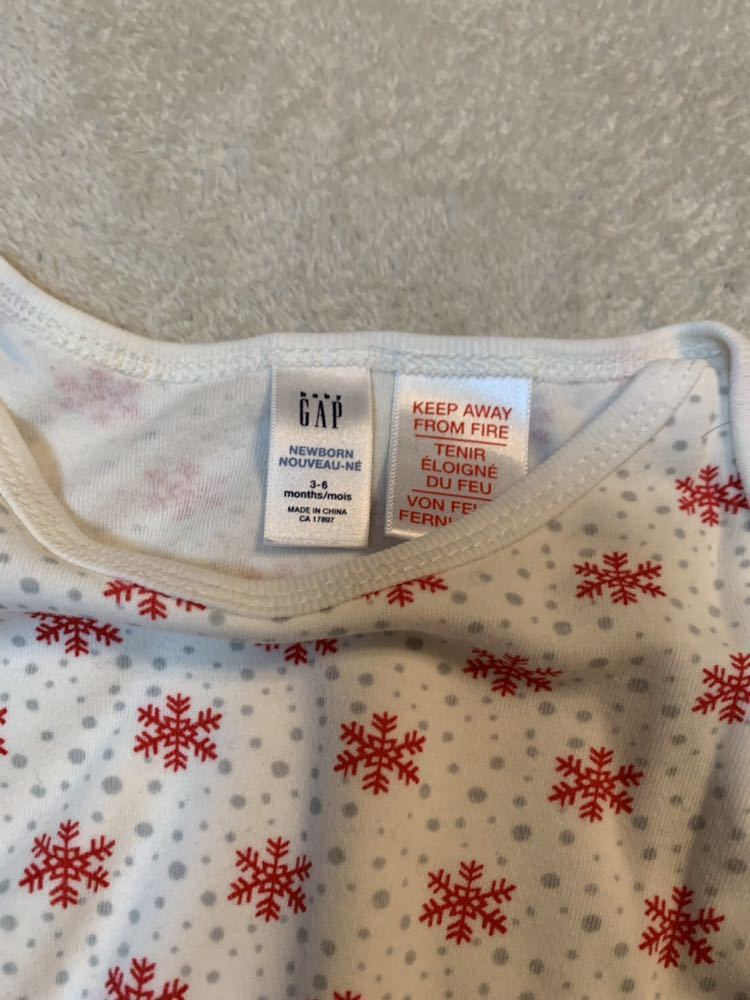 baby
GAP
NEWBORN
NOUVEAU-NÉ
3-6
months/mois
MADE IN CHINA
CA 17897
KEEP AWAY
FROM FIRE
TENIR
ÉLOIGNÉ
DU FEU
VON